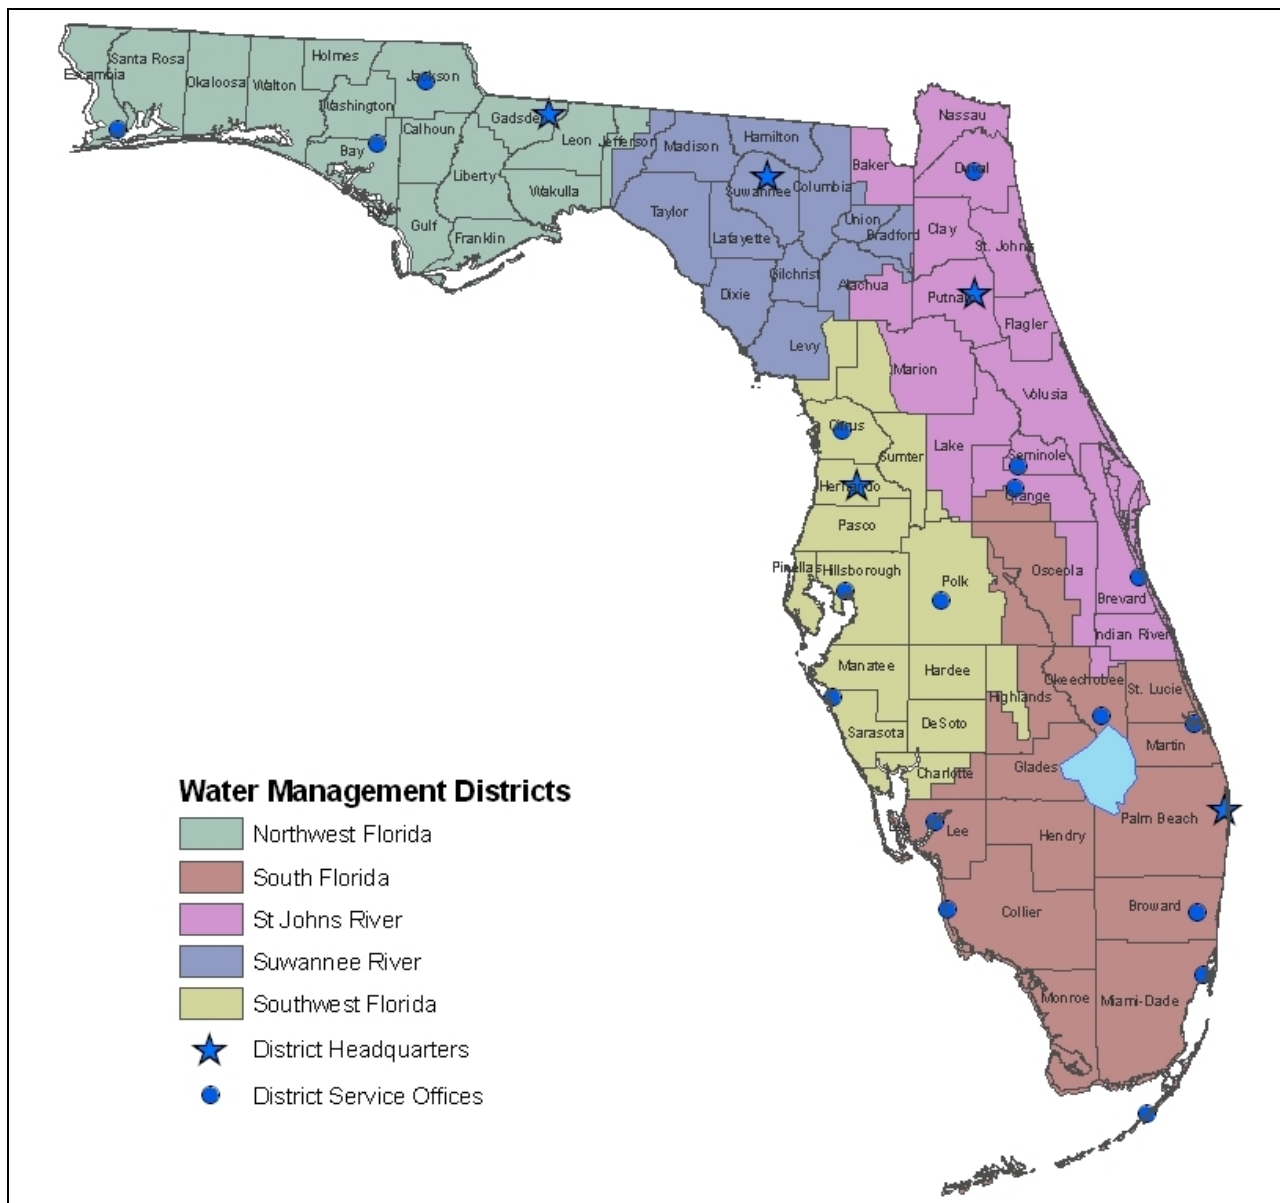 Escambia
Santa Rosa
Okaloosa
Walton
Holmes
Washington
Jackson
Bay
Calhoun
Gadsden
Leon
Jefferson
Liberty
Wakulla
Gulf
Franklin
Madison
Hamilton
Suwannee
Columbia
Taylor
Lafayette
Union
Bradford
Gilchrist
Alachua
Dixie
Levy
Baker
Nassau
Duval
Clay
St. Johns
Putnam
Flagler
Marion
Volusia
Citrus
Sumter
Lake
Seminole
Hernando
Orange
Pasco
Pinellas
Hillsborough
Polk
Osceola
Brevard
Indian River
Manatee
Hardee
Highlands
Okeechobee
St. Lucie
Sarasota
DeSoto
Martin
Charlotte
Glades
Lee
Lee
Hendry
Palm Beach
Collier
Broward
Monroe
Miami-Dade
Water Management Districts
Northwest Florida
South Florida
St Johns River
Suwannee River
Southwest Florida
District Headquarters
District Service Offices